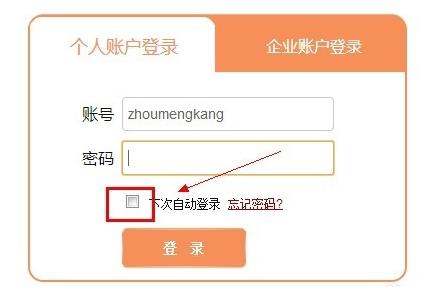 个人账户登录 企业账户登录
账号 zhoumengkang
密码
下次自动登录 忘记密码?
登 录